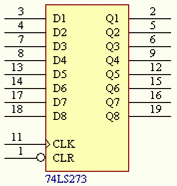 3 D1 Q1 2
4 D2 Q2 5
7 D3 Q3 6
8 D4 Q4 9
13 D5 Q5 12
14 D6 Q6 15
17 D7 Q7 16
18 D8 Q8 19
11 CLK
1 CLR
74LS273